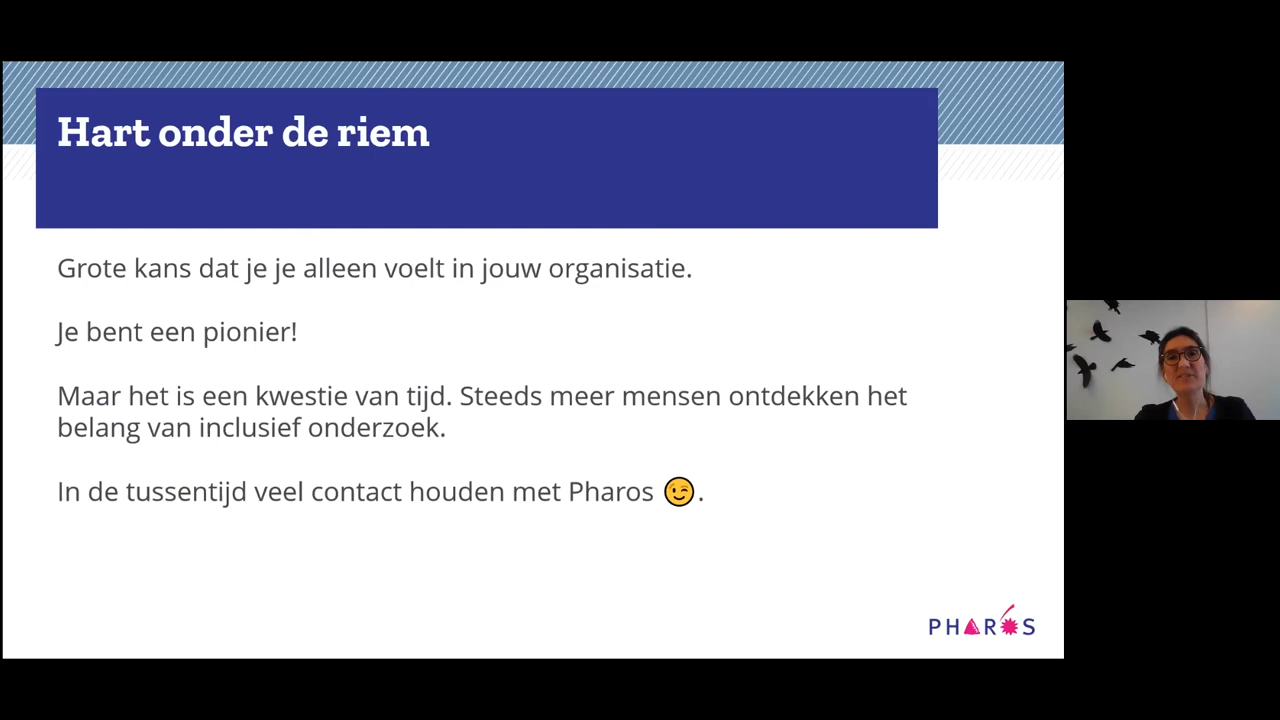 Hart onder de riem
Grote kans dat je je alleen voelt in jouw organisatie.
Je bent een pionier!
Maar het is een kwestie van tijd. Steeds meer mensen ontdekken het
belang van inclusief onderzoek.
In de tussentijd veel contact houden met Pharos 😉.
PHAROS